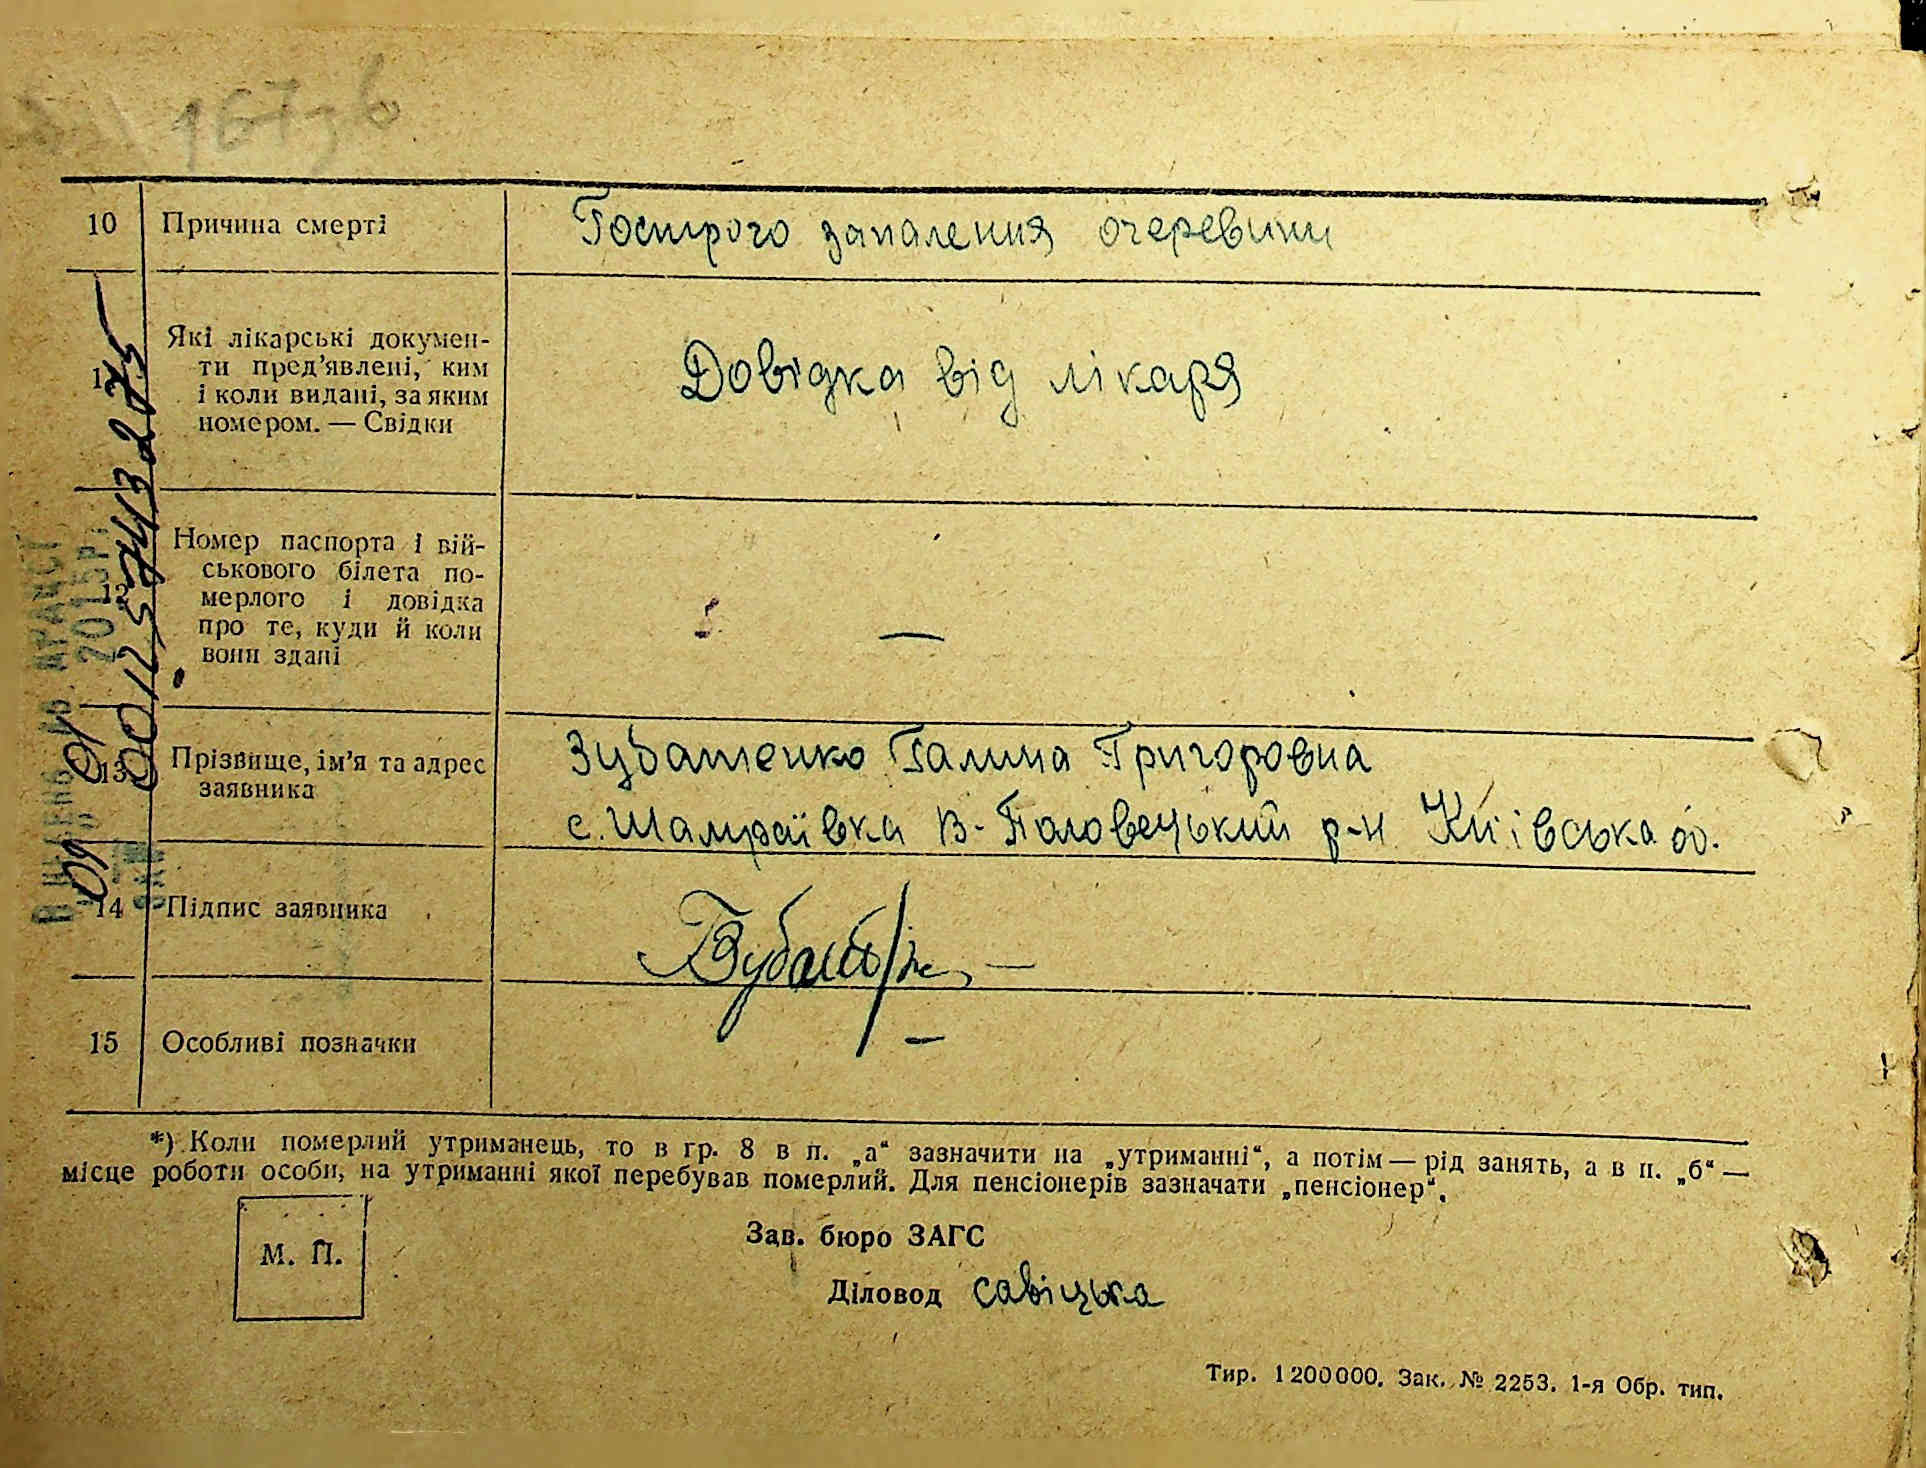 10 Причина смерті Гострого запалення очеревини
Які лікарські докумен-
ти пред'явлені, ким
і коли видані, за яким
номером. — Свідки
Довідка від лікаря
Номер паспорта і вій-
ськового білета по-
мерлого і довідка
про те, куди й коли
вони здані
—
13 Прізвище, ім'я та адрес
заявника
Зубатенко Галина Григоровна
с. Шамраївка В-Половецький р-н Київська об.
14 Підпис заявника
15 Особливі позначки —
*) Коли померлий утриманець, то в гр. 8 в п. „а“ зазначити на „утриманні“, а потім — рід занять, а в п. „б“ —
місце роботи особи, на утриманні якої перебував померлий. Для пенсіонерів зазначати „пенсіонер“.
М. П.
Зав. бюро ЗАГС
Діловод савіцька
Тир. 1200000. Зак. № 2253. 1-я Обр. тип.